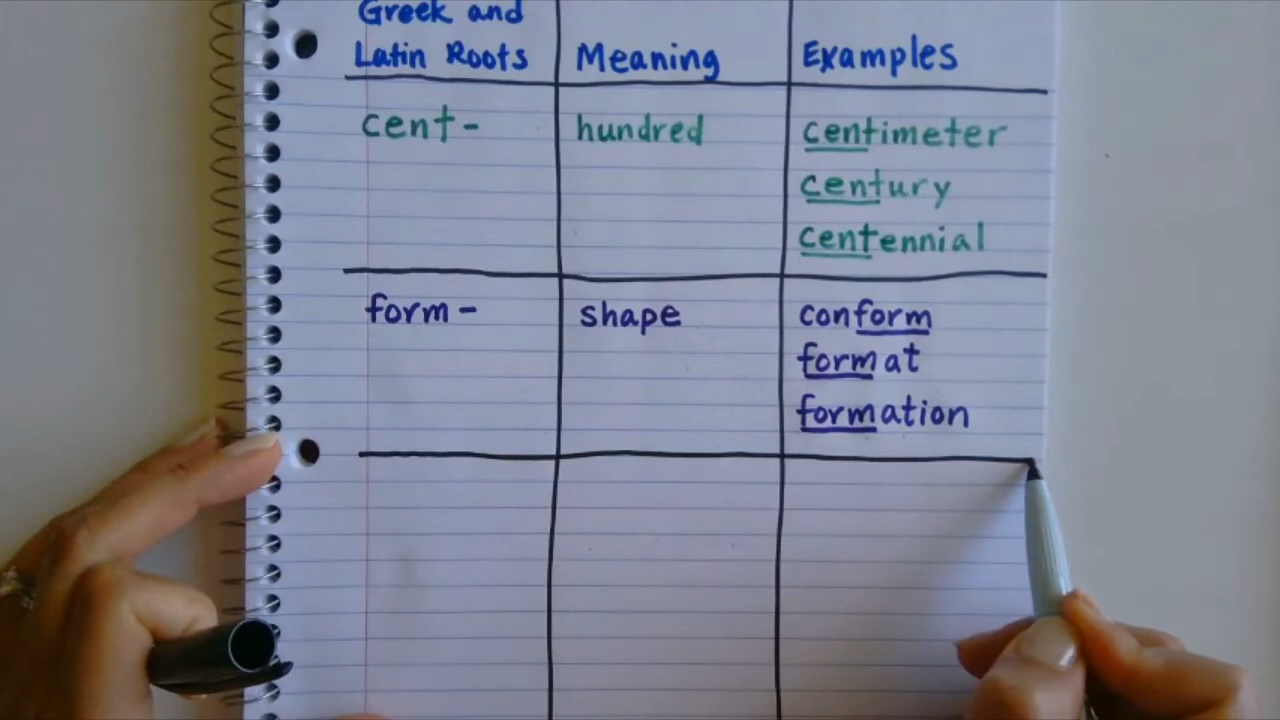 Greek and
Latin Roots Meaning Examples
cent- hundred centimeter
century
centennial
form- shape conform
format
formation